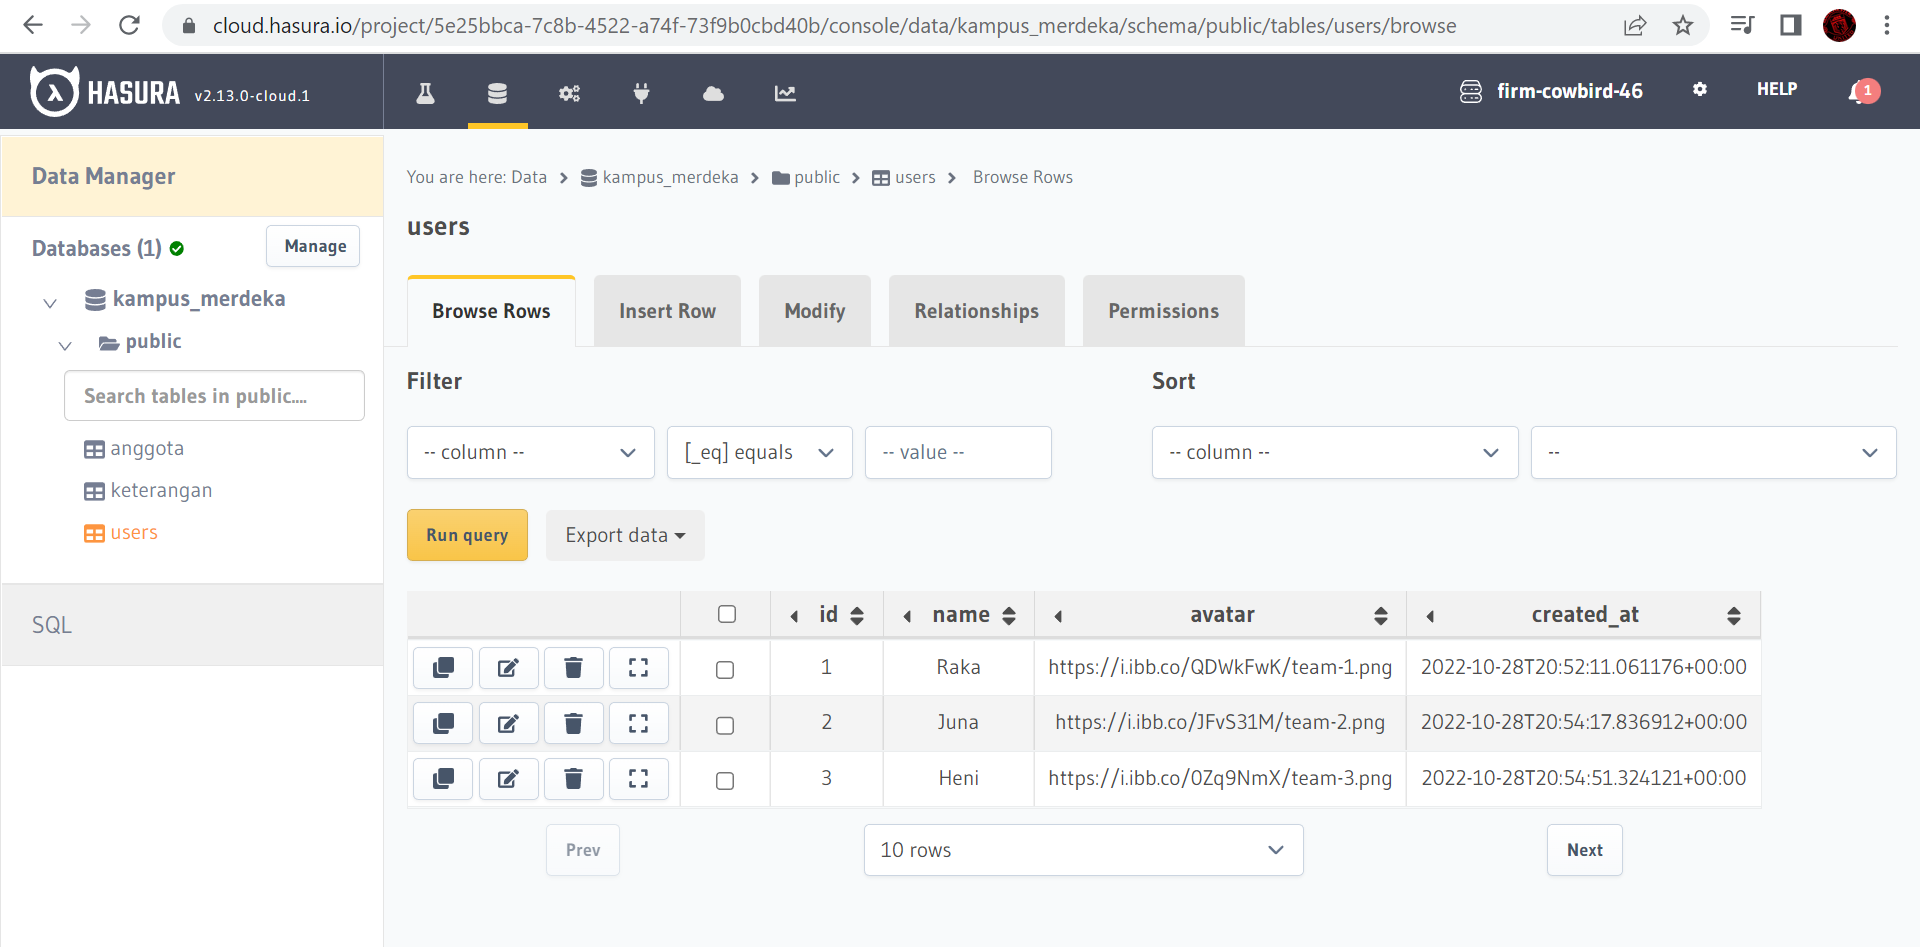 cloud.hasura.io/project/5e25bbca-7c8b-4522-a74f-73f9b0cbd40b/console/data/kampus_merdeka/schema/public/tables/users/browse
HASURA v2.13.0-cloud.1
firm-cowbird-46
HELP
1
Data Manager
Databases (1)
Manage
kampus_merdeka
public
Search tables in public....
anggota
keterangan
users
SQL
You are here: Data > kampus_merdeka > public > users > Browse Rows
users
Browse Rows Insert Row Modify Relationships Permissions
Filter Sort
-- column -- [_eq] equals -- value -- -- column -- --
Run query Export data
id name avatar created_at
1 Raka https://i.ibb.co/QDWkFwK/team-1.png 2022-10-28T20:52:11.061176+00:00
2 Juna https://i.ibb.co/JFvS31M/team-2.png 2022-10-28T20:54:17.836912+00:00
3 Heni https://i.ibb.co/0Zq9NmX/team-3.png 2022-10-28T20:54:51.324121+00:00
Prev 10 rows Next